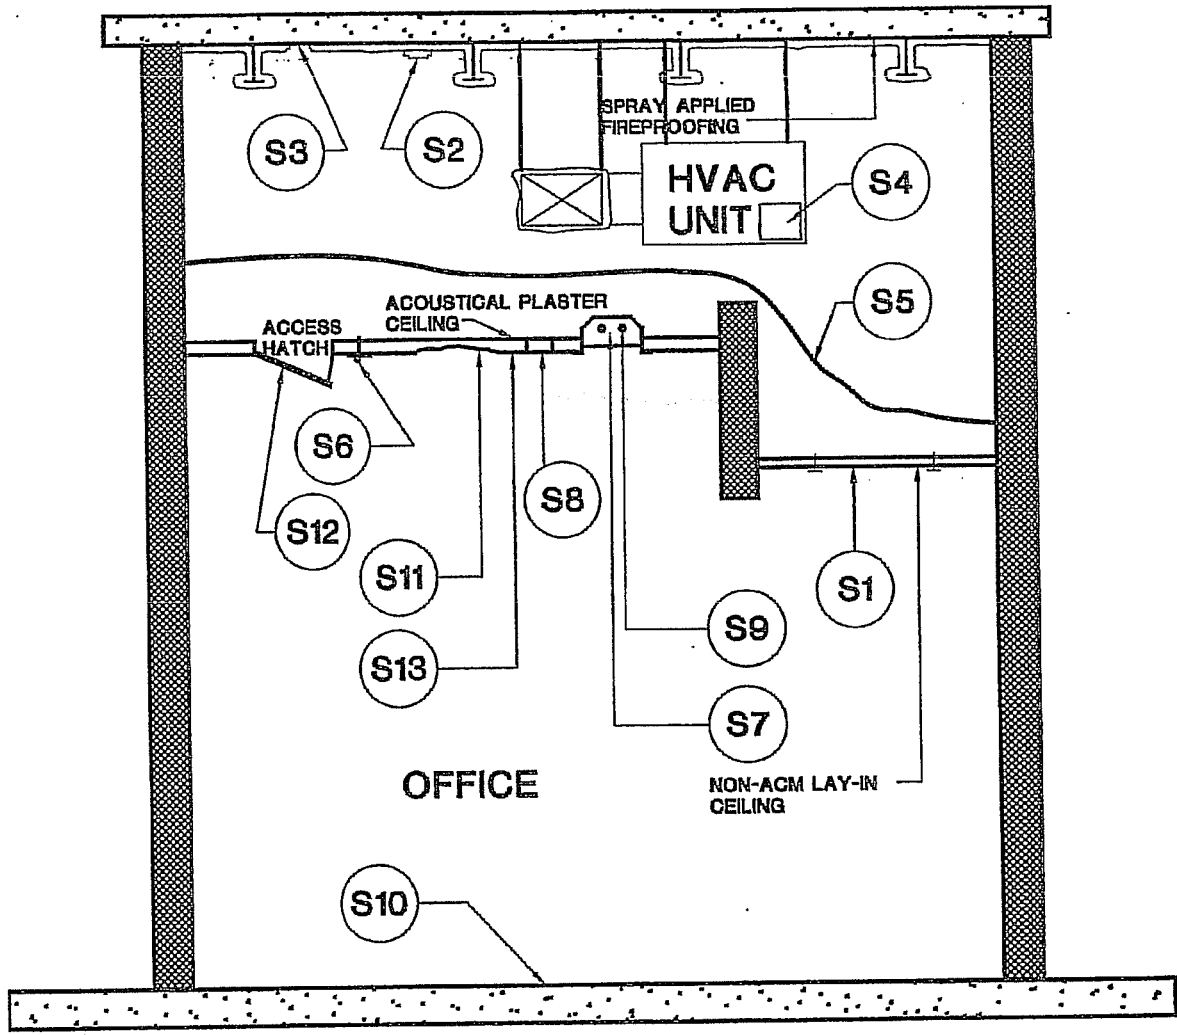 SPRAY APPLIED
FIREPROOFING
S3
S2
HVAC
UNIT
S4
S5
ACOUSTICAL PLASTER
CEILING
ACCESS
HATCH
S6
S8
S12
S11
S1
S9
S13
S7
OFFICE
NON-ACM LAY-IN
CEILING
S10